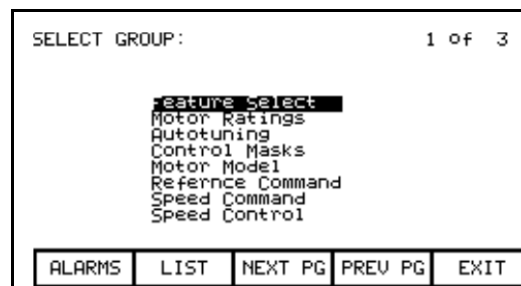 SELECT GROUP: 1 Of 3
Feature Select
Motor Ratings
Autotuning
Control Masks
Motor Model
Refernce Command
Speed Command
Speed Control
ALARMS LIST NEXT PG PREV PG EXIT